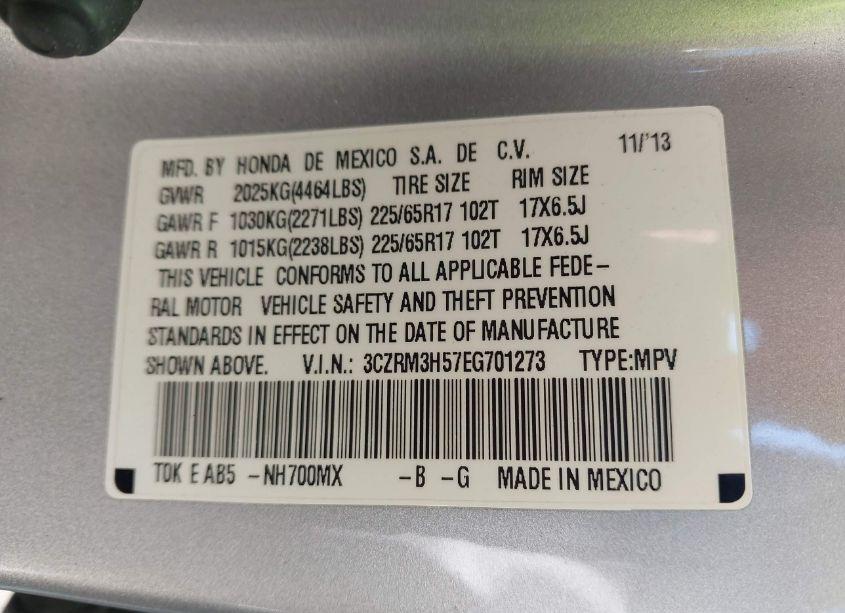 MFD. BY HONDA DE MEXICO S.A. DE C.V. 11/'13
GVWR 2025KG(4464LBS) TIRE SIZE RIM SIZE
GAWR F 1030KG(2271LBS) 225/65R17 102T 17X6.5J
GAWR R 1015KG(2238LBS) 225/65R17 102T 17X6.5J
THIS VEHICLE CONFORMS TO ALL APPLICABLE FEDE-
RAL MOTOR VEHICLE SAFETY AND THEFT PREVENTION
STANDARDS IN EFFECT ON THE DATE OF MANUFACTURE
SHOWN ABOVE. V.I.N.: 3CZRM3H57EG701273 TYPE:MPV
T0K E AB5 -NH700MX -B -G MADE IN MEXICO